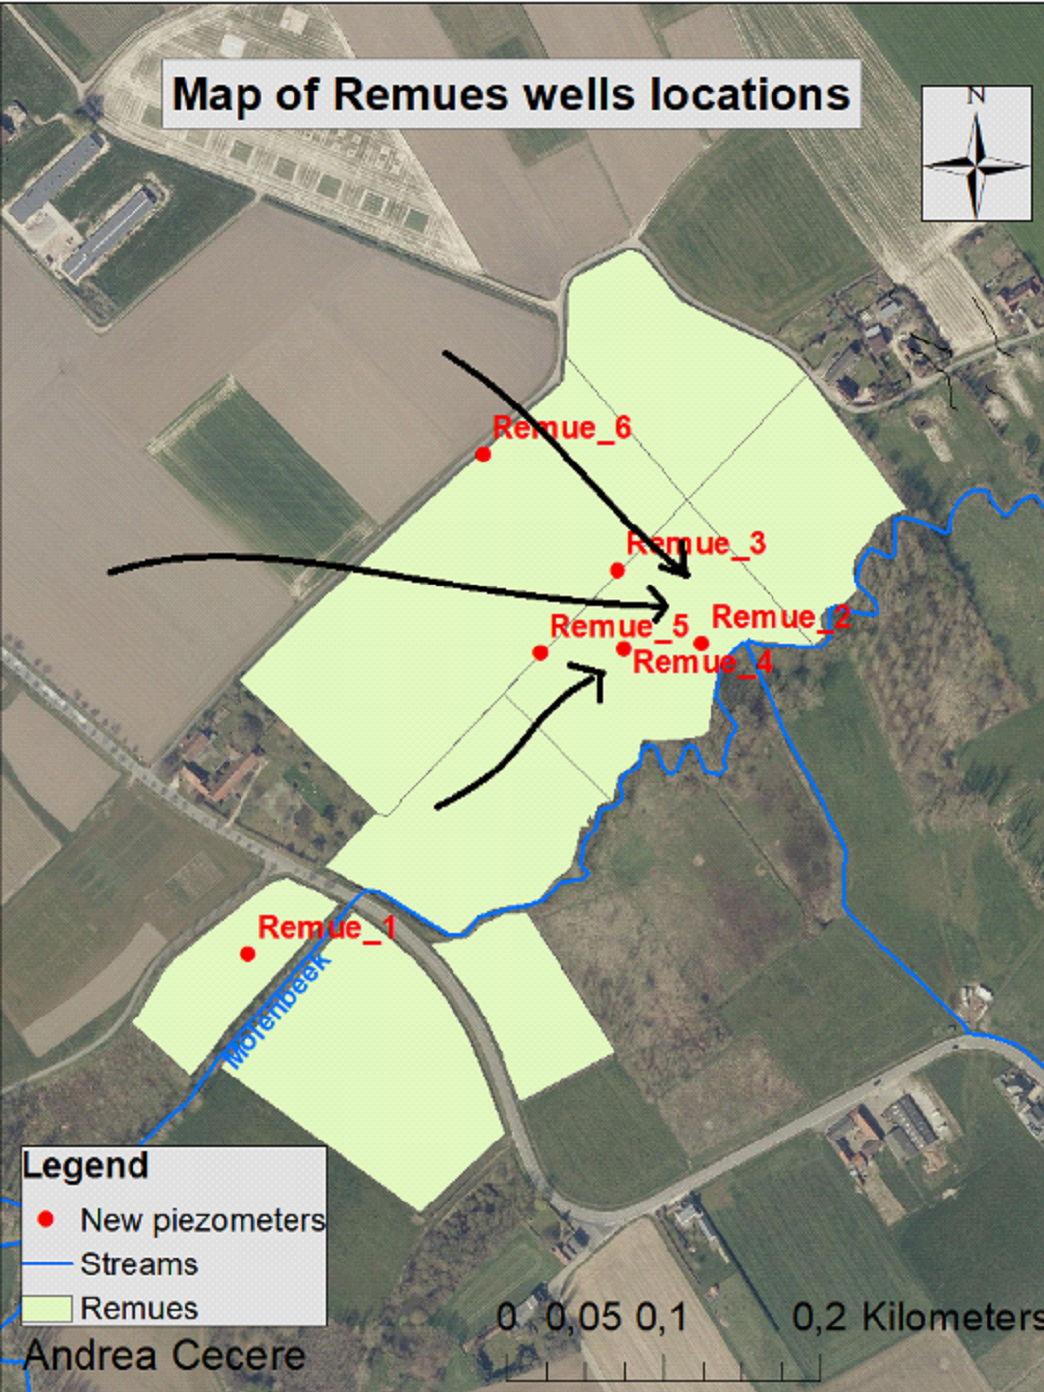 Map of Remues wells locations
N
Remue_6
Remue_3
Remue_2
Remue_5
Remue_4
Remue_1
Molenbeek
Legend
New piezometers
Streams
Remues
0 0,05 0,1 0,2 Kilometers
Andrea Cecere